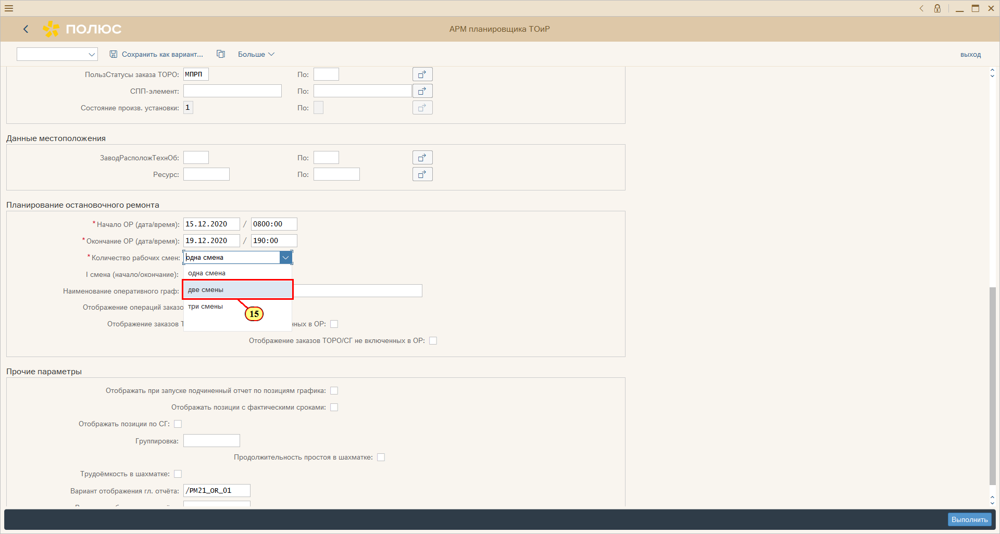 ПОЛЮС
АРМ планировщика ТОиР
Сохранить как вариант...
Больше
выход
ПользСтатусы заказа ТОРО: МПРП По:
СПП-элемент: По:
Состояние произв. установки: 1 По:
Данные местоположения
ЗаводРасположТехнОб: По:
Ресурс: По:
Планирование остановочного ремонта
* Начало ОР (дата/время): 15.12.2020 / 0800:00
* Окончание ОР (дата/время): 19.12.2020 / 190:00
* Количество рабочих смен: одна смена
I смена (начало/окончание): одна смена
Наименование оперативного граф: две смены
Отображение операций заказо три смены
15
Отображение заказов Т нных в ОР:
Отображение заказов ТОРО/СГ не включенных в ОР:
Прочие параметры
Отображать при запуске подчиненный отчет по позициям графика:
Отображать позиции с фактическими сроками:
Отображать позиции по СГ:
Группировка:
Продолжительность простоя в шахматке:
Трудоёмкость в шахматке:
Вариант отображения гл. отчёта: /PM21_OR_01
Выполнить